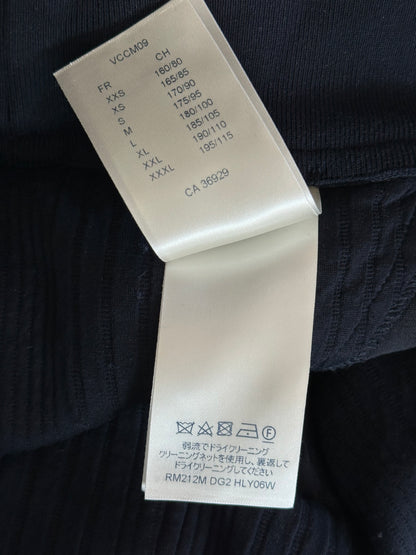 VCCM09
FR CH
XXS 160/80
XS 165/85
S 170/90
M 175/95
L 180/100
XL 185/105
XXL 190/110
XXXL 195/115
CA 36929
F
弱流でドライクリーニング
クリーニングネットを使用し、裏返して
ドライクリーニングしてください。
RM212M DG2 HLY06W